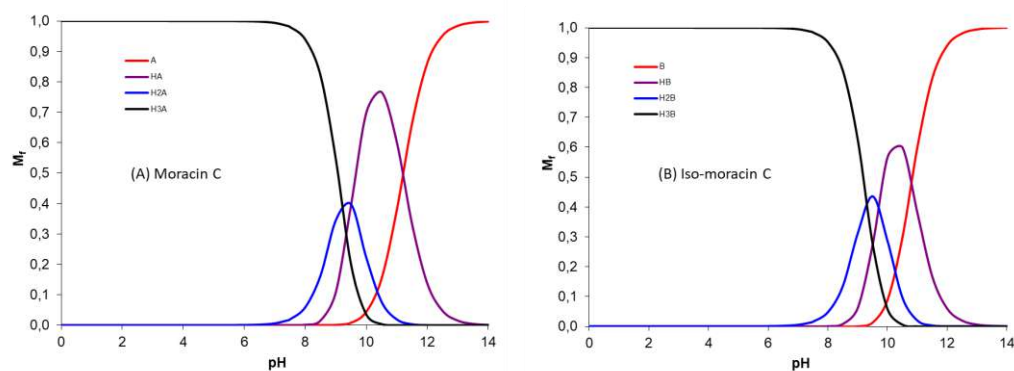 1,0
0,9
0,8
0,7
0,6
0,5
0,4
0,3
0,2
0,1
0,0
Mf
A
HA
H2A
H3A
(A) Moracin C
0 2 4 6 8 10 12 14
pH
1,0
0,9
0,8
0,7
0,6
0,5
0,4
0,3
0,2
0,1
0,0
Mf
B
HB
H2B
H3B
(B) Iso-moracin C
0 2 4 6 8 10 12 14
pH